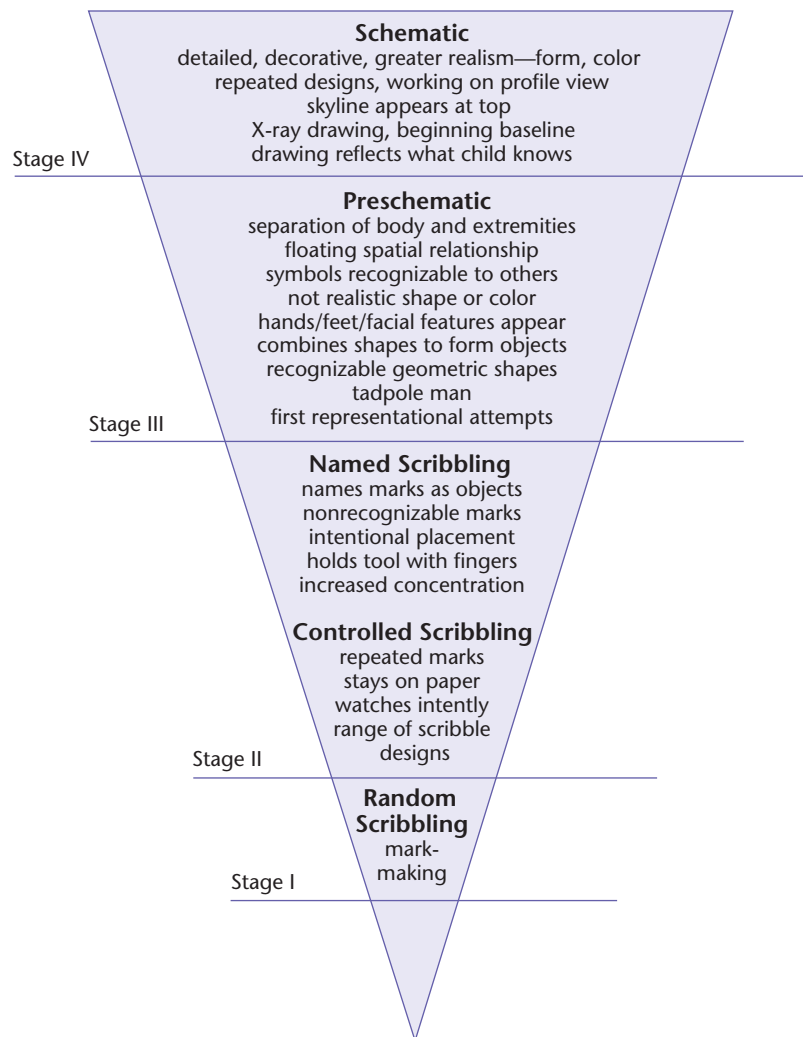 Schematic
detailed, decorative, greater realism—form, color
repeated designs, working on profile view
skyline appears at top
X-ray drawing, beginning baseline
drawing reflects what child knows
Stage IV
Preschematic
separation of body and extremities
floating spatial relationship
symbols recognizable to others
not realistic shape or color
hands/feet/facial features appear
combines shapes to form objects
recognizable geometric shapes
tadpole man
first representational attempts
Stage III
Named Scribbling
names marks as objects
nonrecognizable marks
intentional placement
holds tool with fingers
increased concentration
Controlled Scribbling
repeated marks
stays on paper
watches intently
range of scribble
designs
Stage II
Random
Scribbling
mark-
making
Stage I